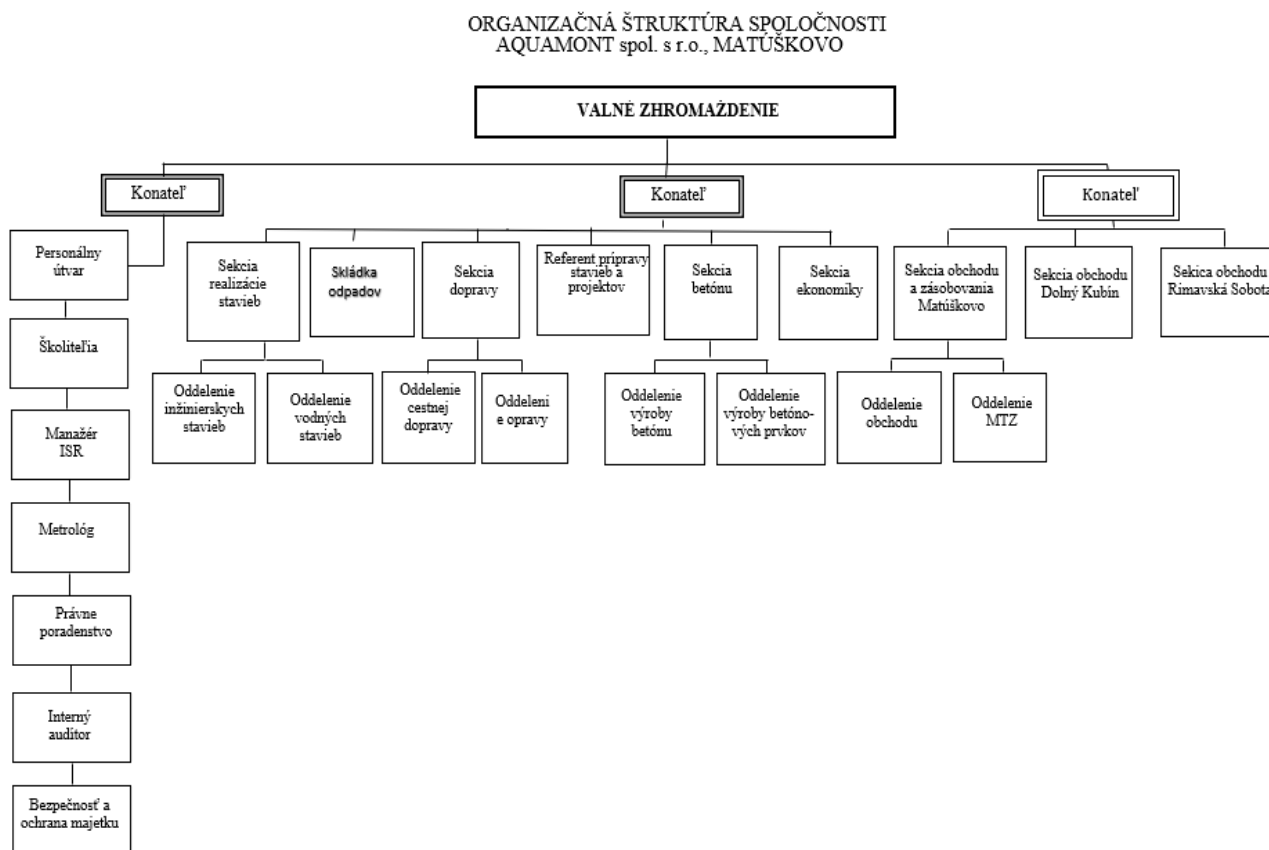 ORGANIZAČNÁ ŠTRUKTÚRA SPOLOČNOSTI
AQUAMONT spol. s r.o., MATÚŠKOVO
VALNÉ ZHROMAŽDENIE
Konateľ
Konateľ
Konateľ
Personálny
útvar
Školiteľia
Manažér
ISR
Metrológ
Právne
poradenstvo
Interný
audítor
Bezpečnosť a
ochrana majetku
Sekcia
realizácie
stavieb
Skládka
odpadov
Sekcia
dopravy
Referent prípravy
stavieb a
projektov
Sekcia
betónu
Sekcia
ekonomiky
Oddelenie
inžinierskych
stavieb
Oddelenie
vodných
stavieb
Oddelenie
cestnej
dopravy
Oddeleni
e opravy
Oddelenie
výroby
betónu
Oddelenie
výroby betóno-
vých prvkov
Sekcia obchodu
a zásobovania
Matúškovo
Sekcia obchodu
Dolný Kubín
Sekica obchodu
Rimavská Sobota
Oddelenie
obchodu
Oddelenie
MTZ